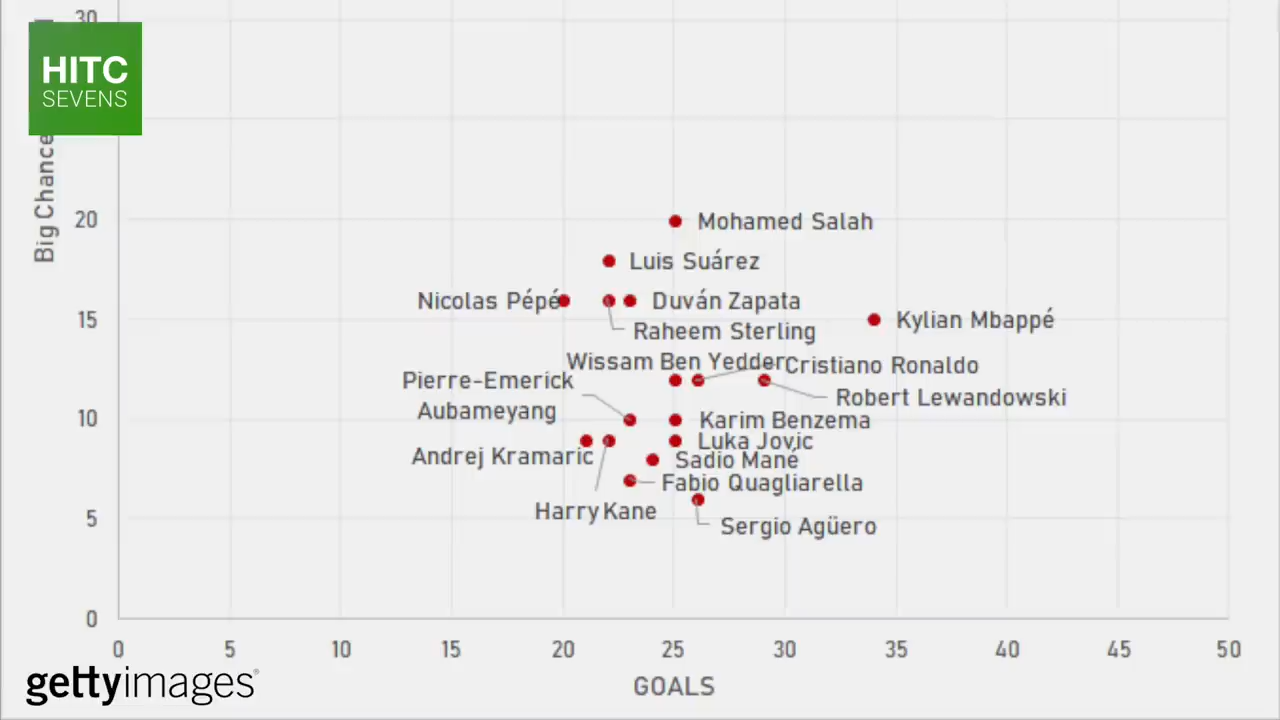 30
HITC
SEVENS
Big Chance
20
15
10
5
0
Mohamed Salah
Luis Suárez
Nicolas Pépé
Duván Zapata
Raheem Sterling
Kylian Mbappé
Wissam Ben Yedder
Cristiano Ronaldo
Pierre-Emerick
Aubameyang
Robert Lewandowski
Karim Benzema
Luka Jovic
Andrej Kramaric
Sadio Mané
Fabio Quagliarella
Harry Kane
Sergio Agüero
0 5 10 15 20 25 30 35 40 45 50
GOALS
gettyimages®